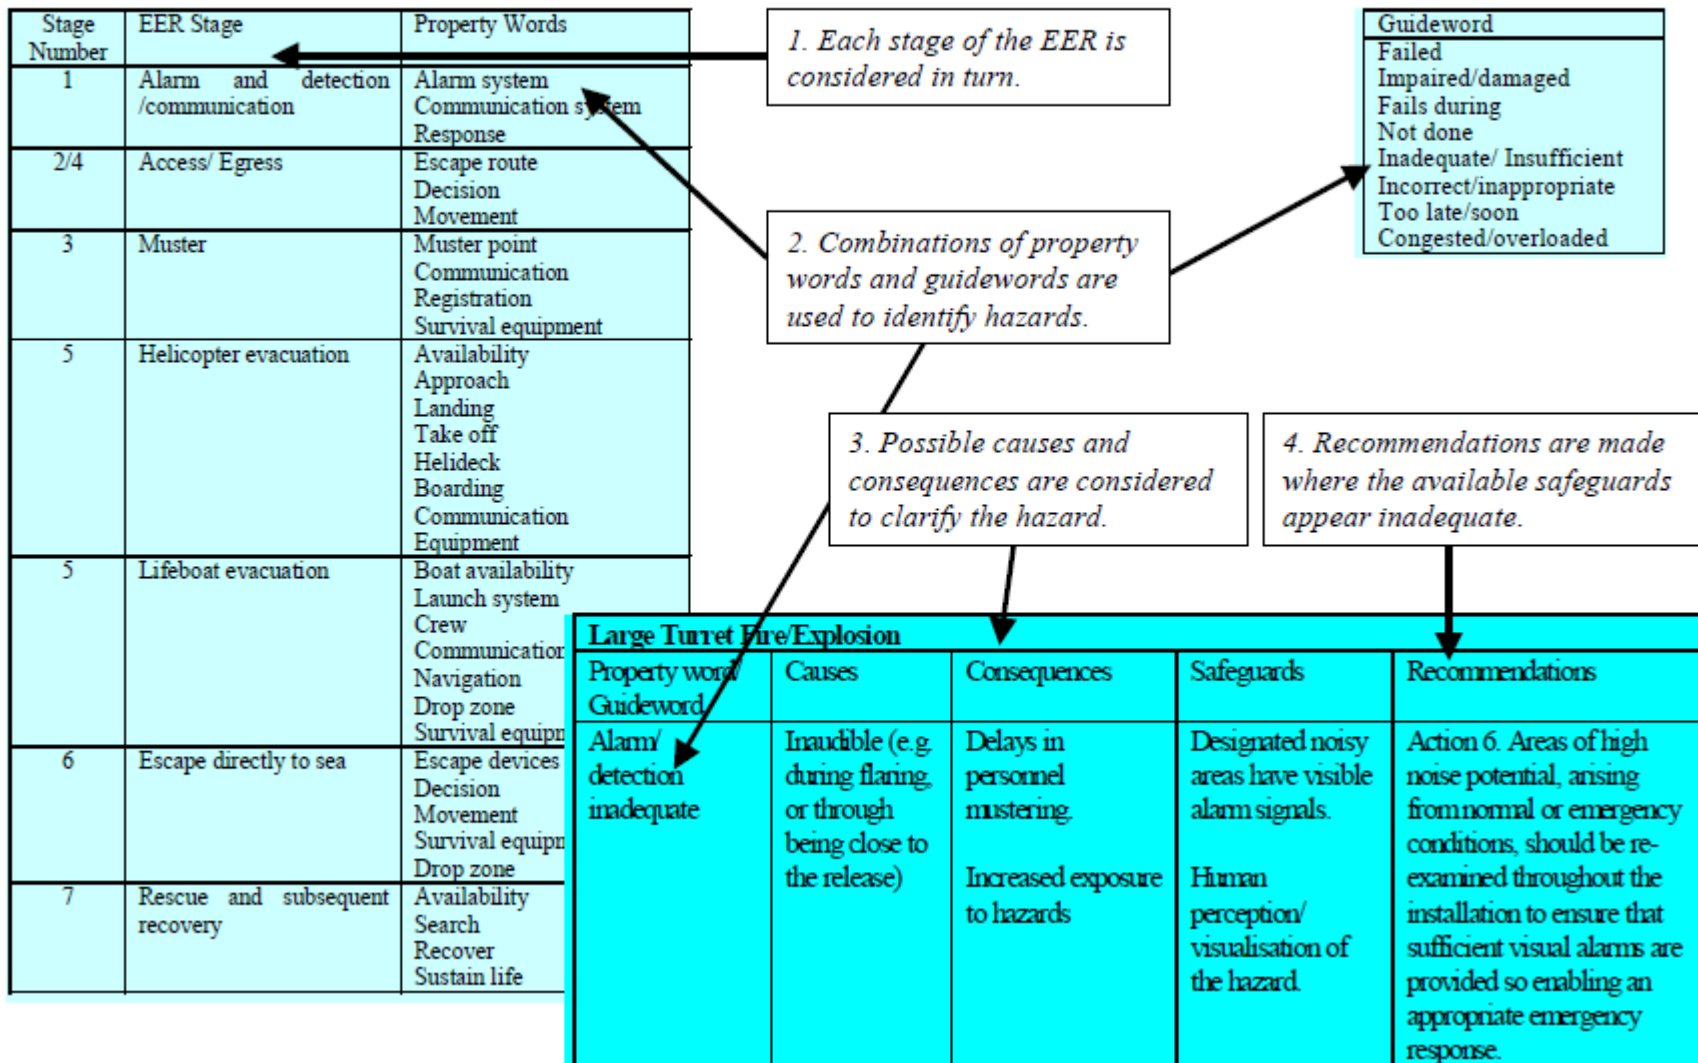 Stage Number
EER Stage
Property Words
1
Alarm and detection
/communication
Alarm system
Communication system
Response
2/4
Access/ Egress
Escape route
Decision
Movement
3
Muster
Muster point
Communication
Registration
Survival equipment
5
Helicopter evacuation
Availability
Approach
Landing
Take off
Helideck
Boarding
Communication
Equipment
5
Lifeboat evacuation
Boat availability
Launch system
Crew
Communication
Navigation
Drop zone
Survival equipm
6
Escape directly to sea
Escape devices
Decision
Movement
Survival equipm
Drop zone
7
Rescue and subsequent
recovery
Availability
Search
Recover
Sustain life
1. Each stage of the EER is
considered in turn.
Guideword
Failed
Impaired/damaged
Fails during
Not done
Inadequate/ Insufficient
Incorrect/inappropriate
Too late/soon
Congested/overloaded
2. Combinations of property
words and guidewords are
used to identify hazards.
3. Possible causes and
consequences are considered
to clarify the hazard.
4. Recommendations are made
where the available safeguards
appear inadequate.
Large Turret Fire/Explosion
Property word/
Guideword
Causes
Consequences
Safeguards
Recommendations
Alarm/
detection
inadequate
Inaudible (e.g.
during flaring,
or through
being close to
the release)
Delays in
personnel
mustering.
Increased exposure
to hazards
Designated noisy
areas have visible
alarm signals.
Human
perception/
visualisation of
the hazard.
Action 6. Areas of high
noise potential, arising
from normal or emergency
conditions, should be re-
examined throughout the
installation to ensure that
sufficient visual alarms are
provided so enabling an
appropriate emergency
response.